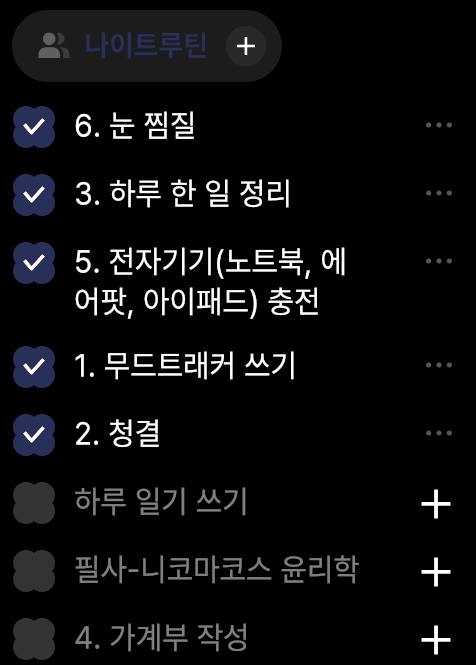 나이트루틴
6. 눈 찜질
3. 하루 한 일 정리
5. 전자기기(노트북, 에
어팟, 아이패드) 충전
1. 무드트래커 쓰기
2. 청결
하루 일기 쓰기
필사-니코마코스 윤리학
4. 가계부 작성